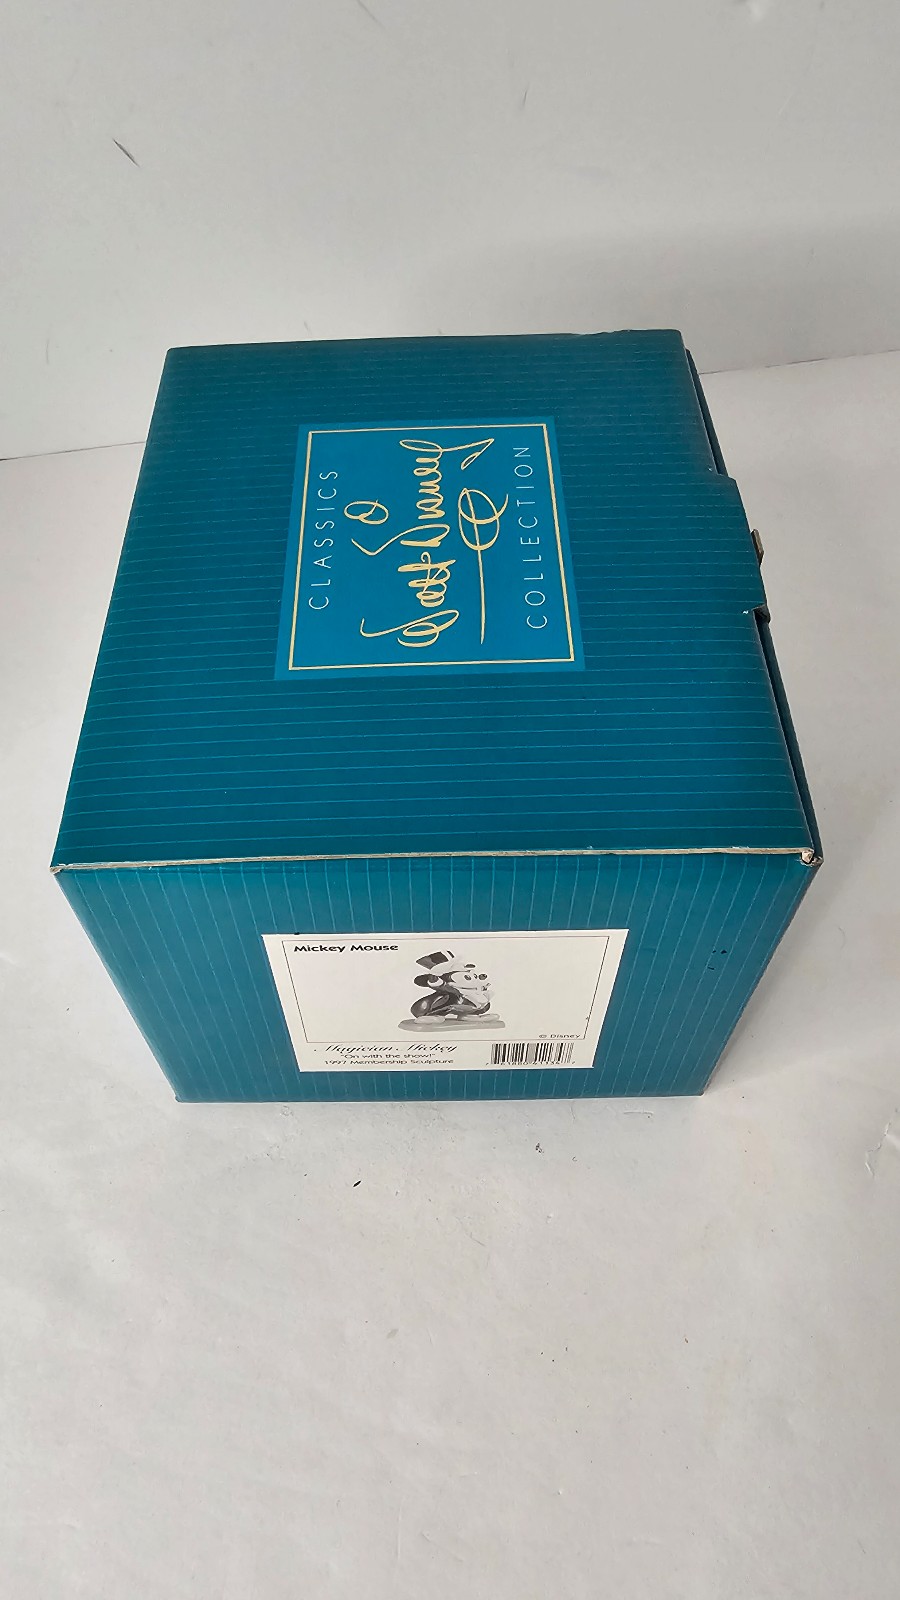 CLASSICS
Walt Disney
COLLECTION
Mickey Mouse
© Disney
Magician Mickey
"On with the show!"
1997 Membership Sculpture